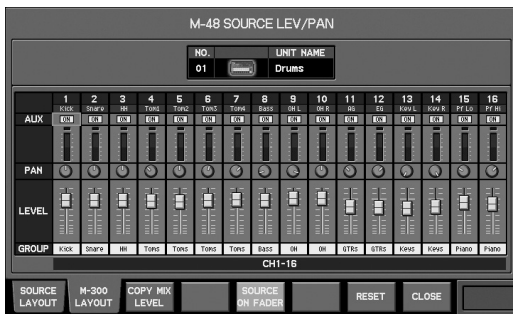 M-48 SOURCE LEV/PAN
NO. UNIT NAME
01 Drums
1 2 3 4 5 6 7 8 9 10 11 12 13 14 15 16
Kick Snare HH Tom1 Tom2 Tom3 Tom4 Bass OH L OH R AG EG Key L Key R Pf Lo Pf Hi
AUX ON ON ON ON ON ON ON ON ON ON ON ON ON ON ON ON
PAN
LEVEL
GROUP Kick Snare HH Toms Toms Toms Toms Bass OH OH GTRs GTRs Keys Keys Piano Piano
CH1-16
SOURCE LAYOUT M-300 LAYOUT COPY MIX LEVEL SOURCE ON FADER RESET CLOSE